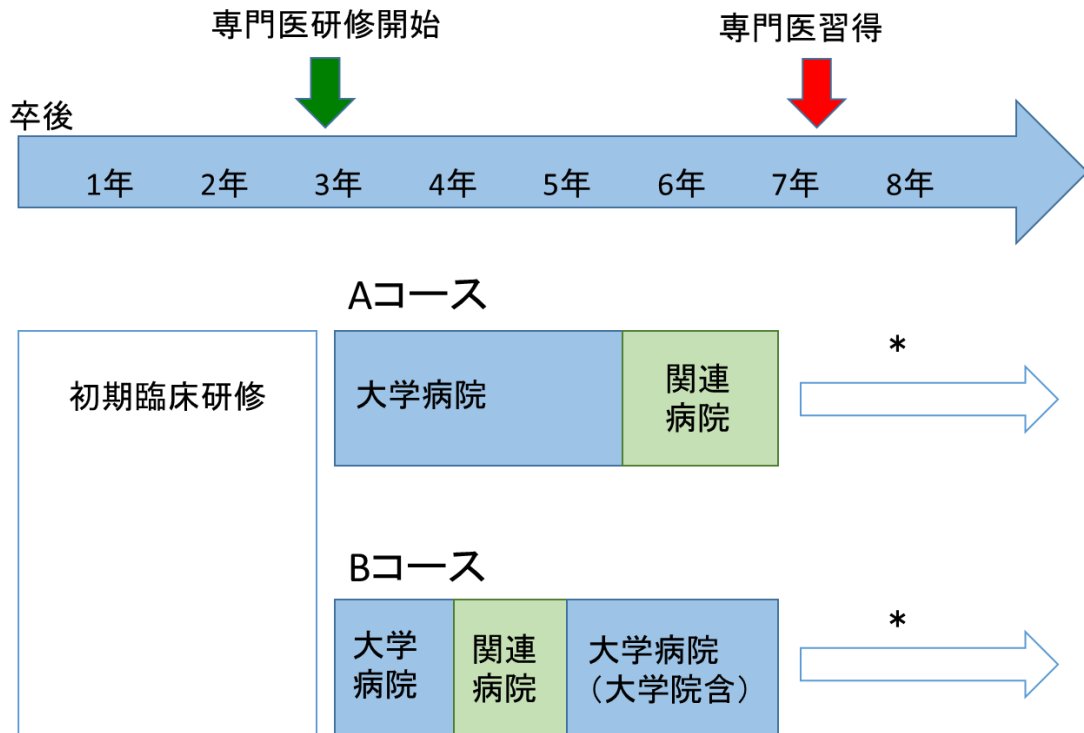 専門医研修開始
専門医習得
卒後
1年 2年 3年 4年 5年 6年 7年 8年
Aコース
初期臨床研修
大学病院
関連
病院
*
Bコース
大学
病院
関連
病院
大学病院
（大学院含）
*